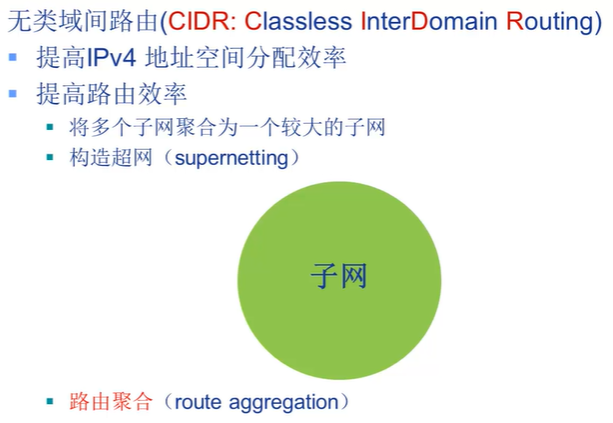 无类域间路由(CIDR: Classless InterDomain Routing)
提高IPv4 地址空间分配效率
提高路由效率
将多个子网聚合为一个较大的子网
构造超网（supernetting）
子网
路由聚合（route aggregation）